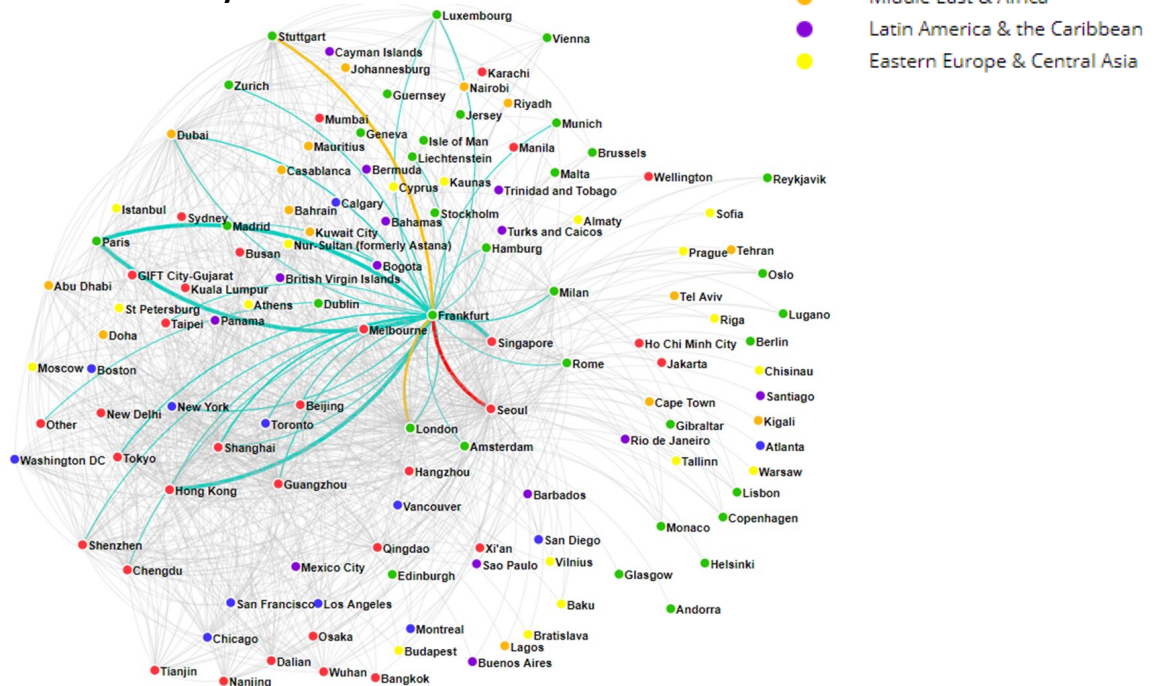 Middle East & Africa
Latin America & the Caribbean
Eastern Europe & Central Asia
Luxembourg
Stuttgart
Vienna
Cayman Islands
Johannesburg
Karachi
Zurich
Nairobi
Guernsey
Riyadh
Jersey
Mumbai
Munich
Dubai
Geneva
Isle of Man
Mauritius
Manila
Brussels
Liechtenstein
Casablanca
Bermuda
Malta
Wellington
Reykjavik
Cyprus
Kaunas
Trinidad and Tobago
Calgary
Istanbul
Bahrain
Stockholm
Sofia
Sydney
Madrid
Bahamas
Almaty
Kuwait City
Turks and Caicos
Paris
Nur-Sultan (formerly Astana)
Hamburg
Busan
Prague
Tehran
Bogota
GIFT City-Gujarat
British Virgin Islands
Oslo
Abu Dhabi
Kuala Lumpur
Milan
Tel Aviv
St Petersburg
Athens
Dublin
Frankfurt
Lugano
Taipei
Panama
Riga
Melbourne
Doha
Singapore
Ho Chi Minh City
Berlin
Moscow
Boston
Rome
Jakarta
Chisinau
Santiago
New York
Beijing
Cape Town
New Delhi
Seoul
Other
Toronto
London
Gibraltar
Kigali
Rio de Janeiro
Shanghai
Amsterdam
Atlanta
Washington DC
Tokyo
Tallinn
Hangzhou
Warsaw
Hong Kong
Guangzhou
Barbados
Lisbon
Vancouver
Copenhagen
Monaco
Shenzhen
San Diego
Qingdao
Xi'an
Chengdu
Mexico City
Sao Paulo
Vilnius
Helsinki
Edinburgh
Glasgow
San Francisco
Los Angeles
Baku
Andorra
Chicago
Osaka
Montreal
Bratislava
Budapest
Lagos
Dalian
Buenos Aires
Tianjin
Wuhan
Bangkok
Nanjing